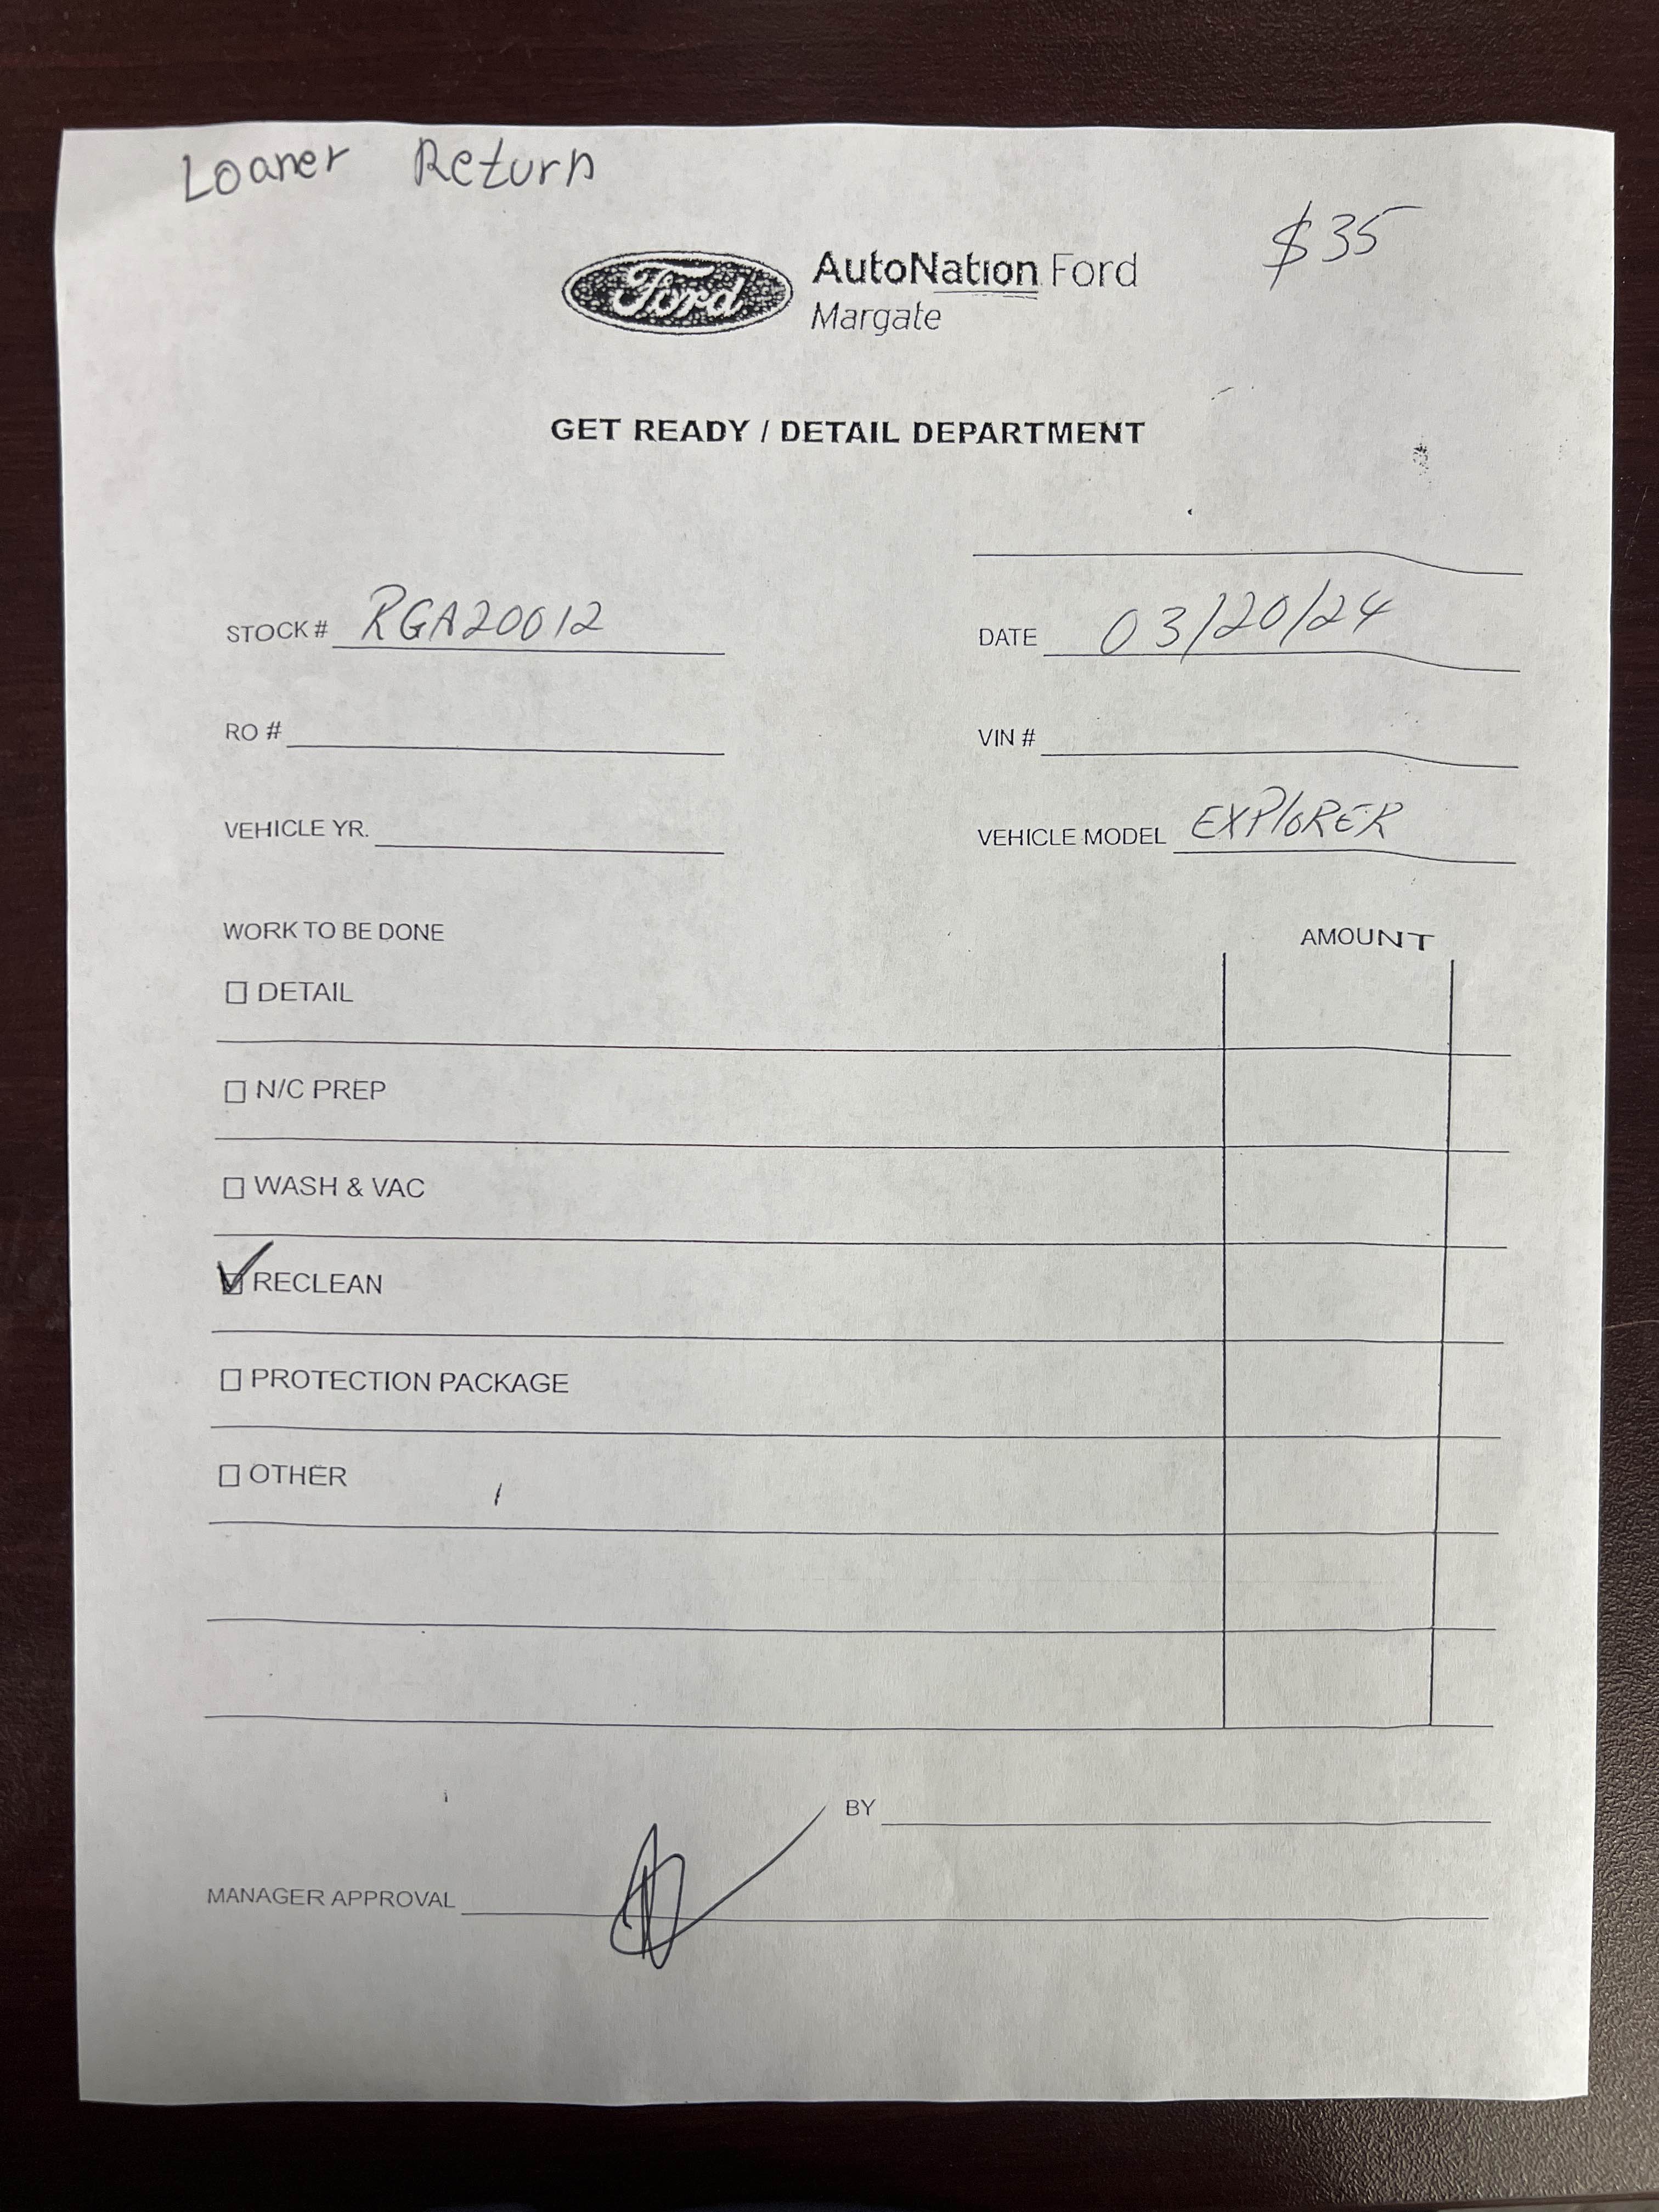 Loaner Return
$35
Ford
AutoNation Ford
Margate
GET READY / DETAIL DEPARTMENT
STOCK # RGA20012
DATE 03/20/24
RO #
VIN #
VEHICLE YR.
VEHICLE MODEL EXPLORER
WORK TO BE DONE
AMOUNT
DETAIL
N/C PREP
WASH & VAC
RECLEAN
PROTECTION PACKAGE
OTHER
BY
MANAGER APPROVAL